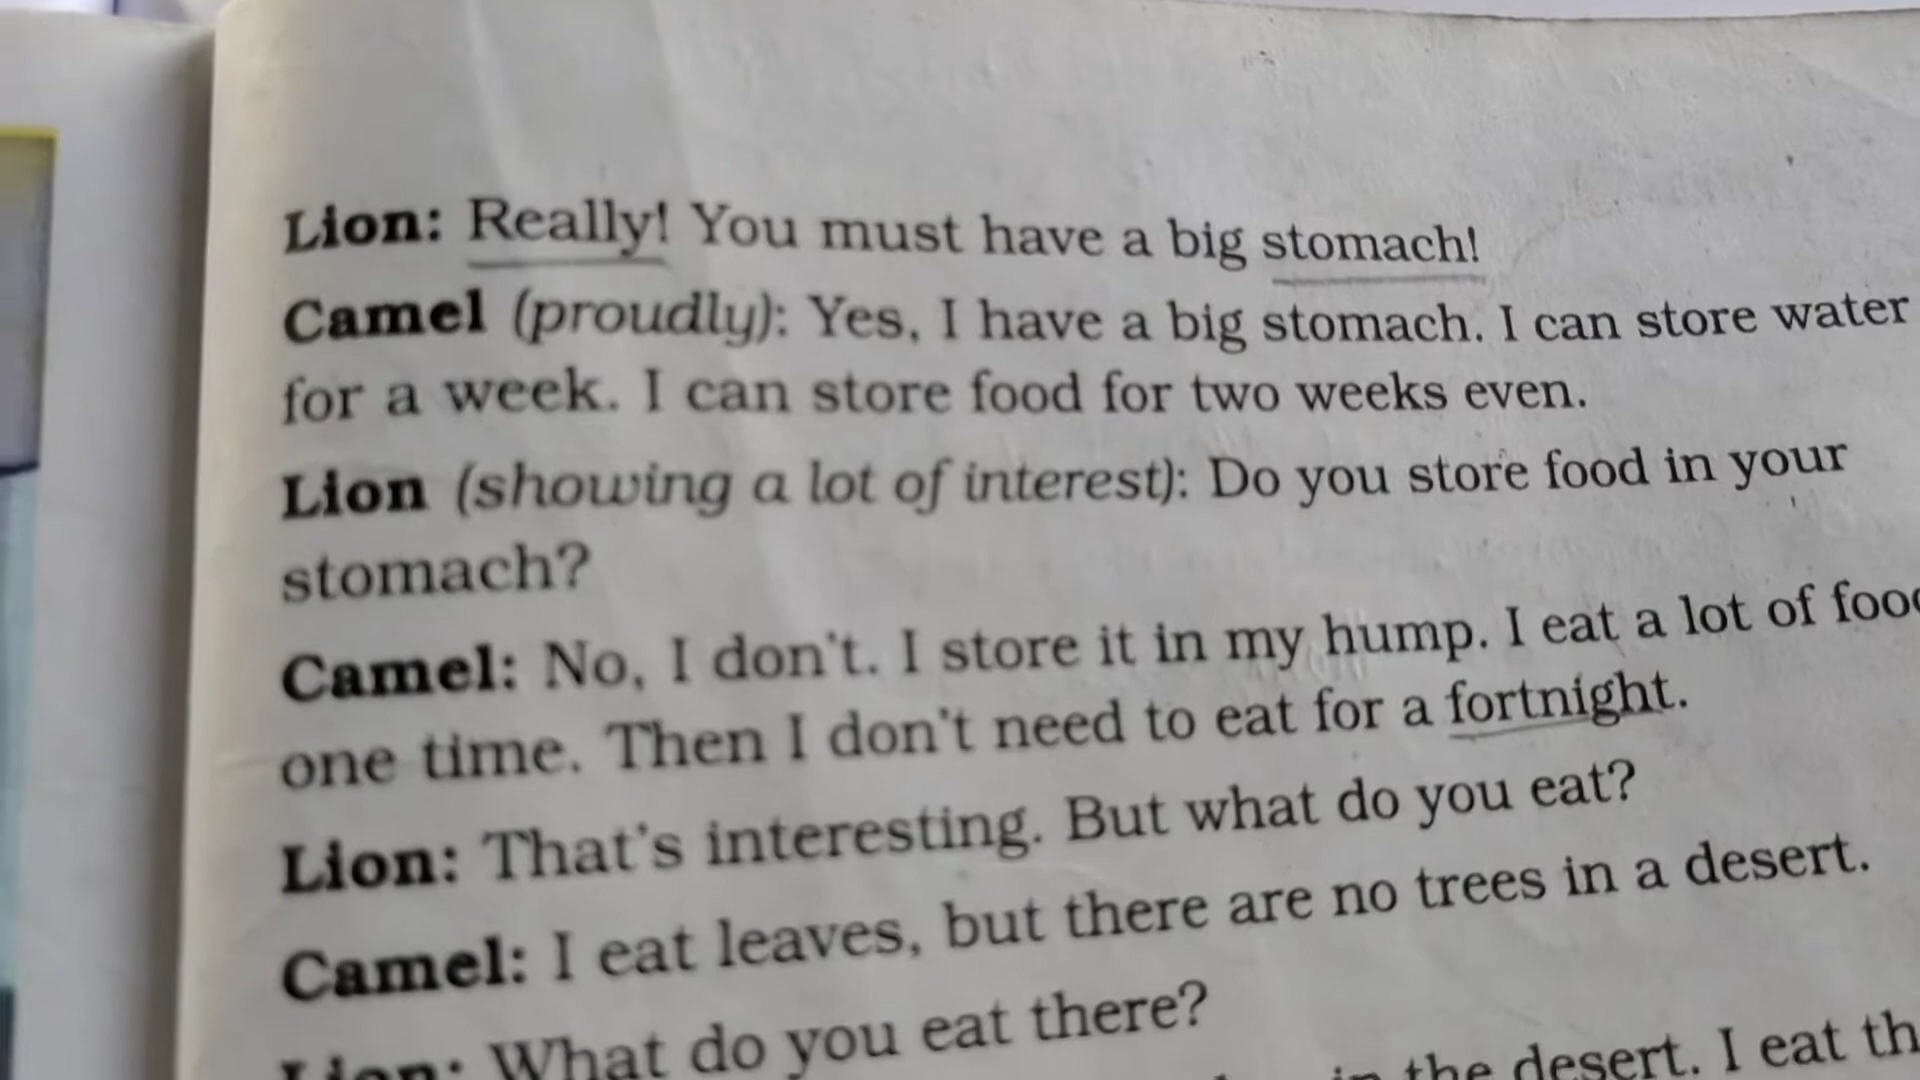 Lion: Really! You must have a big stomach!
Camel (proudly): Yes, I have a big stomach. I can store water
for a week. I can store food for two weeks even.
Lion (showing a lot of interest): Do you store food in your
stomach?
Camel: No, I don't. I store it in my hump. I eat a lot of
one time. Then I don't need to eat for a fortnight.
Lion: That's interesting. But what do you eat?
Camel: I eat leaves, but there are no trees in a desert.
Lion: What do you eat there?
in the desert. I eat